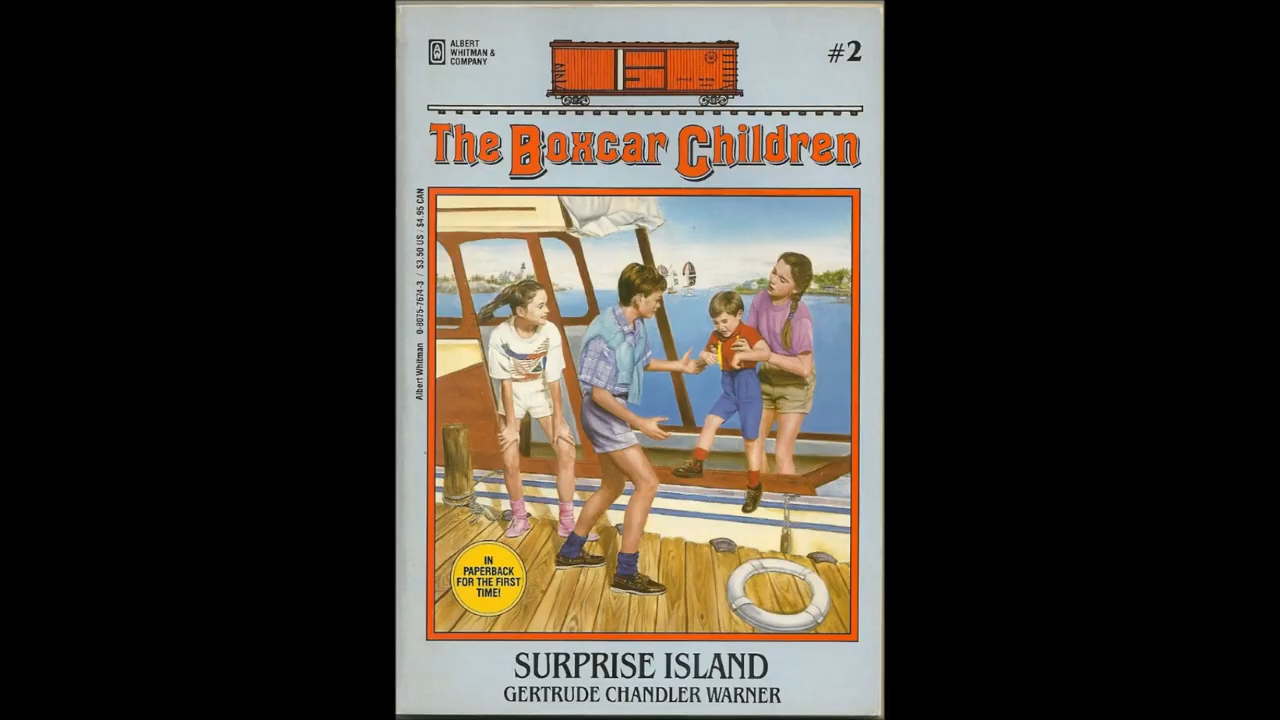 ALBERT
WHITMAN &
COMPANY
#2
The Boxcar Children
Albert Whitman 0-8075-7674-3 / $3.50 US / $4.95 CAN
IN
PAPERBACK
FOR THE FIRST
TIME!
SURPRISE ISLAND
GERTRUDE CHANDLER WARNER